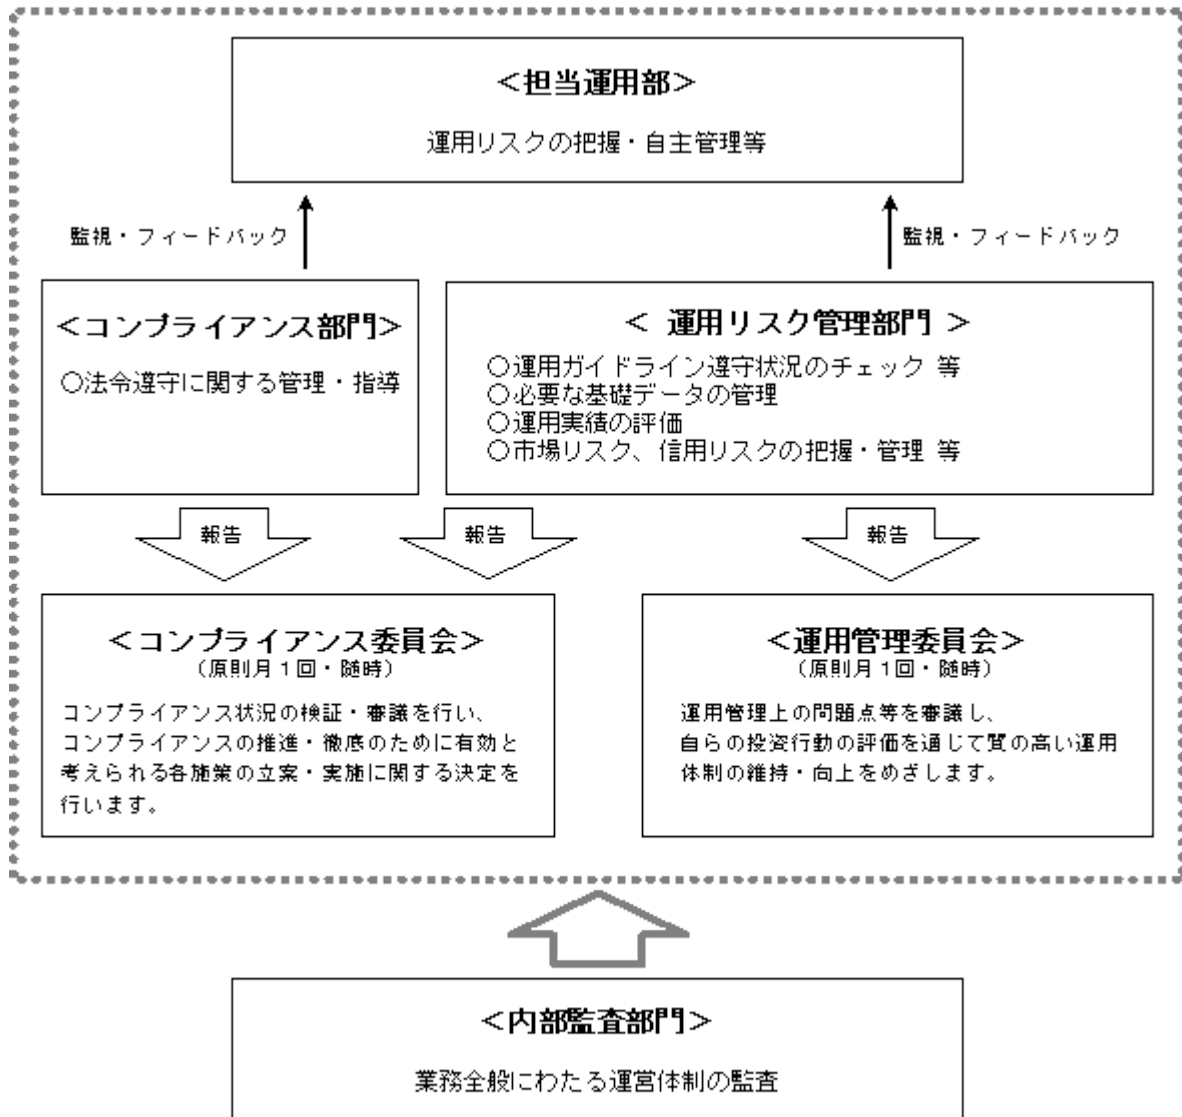 ＜担当運用部＞
運用リスクの把握・自主管理等
監視・フィードバック
監視・フィードバック
＜コンプライアンス部門＞
○法令遵守に関する管理・指導
＜ 運用リスク管理部門 ＞
○運用ガイドライン遵守状況のチェック 等
○必要な基礎データの管理
○運用実績の評価
○市場リスク、信用リスクの把握・管理 等
報告
報告
報告
＜コンプライアンス委員会＞
（原則月１回・随時）
コンプライアンス状況の検証・審議を行い、
コンプライアンスの推進・徹底のために有効と
考えられる各施策の立案・実施に関する決定を
行います。
＜運用管理委員会＞
（原則月１回・随時）
運用管理上の問題点等を審議し、
自らの投資行動の評価を通じて質の高い運用
体制の維持・向上をめざします。
＜内部監査部門＞
業務全般にわたる運営体制の監査